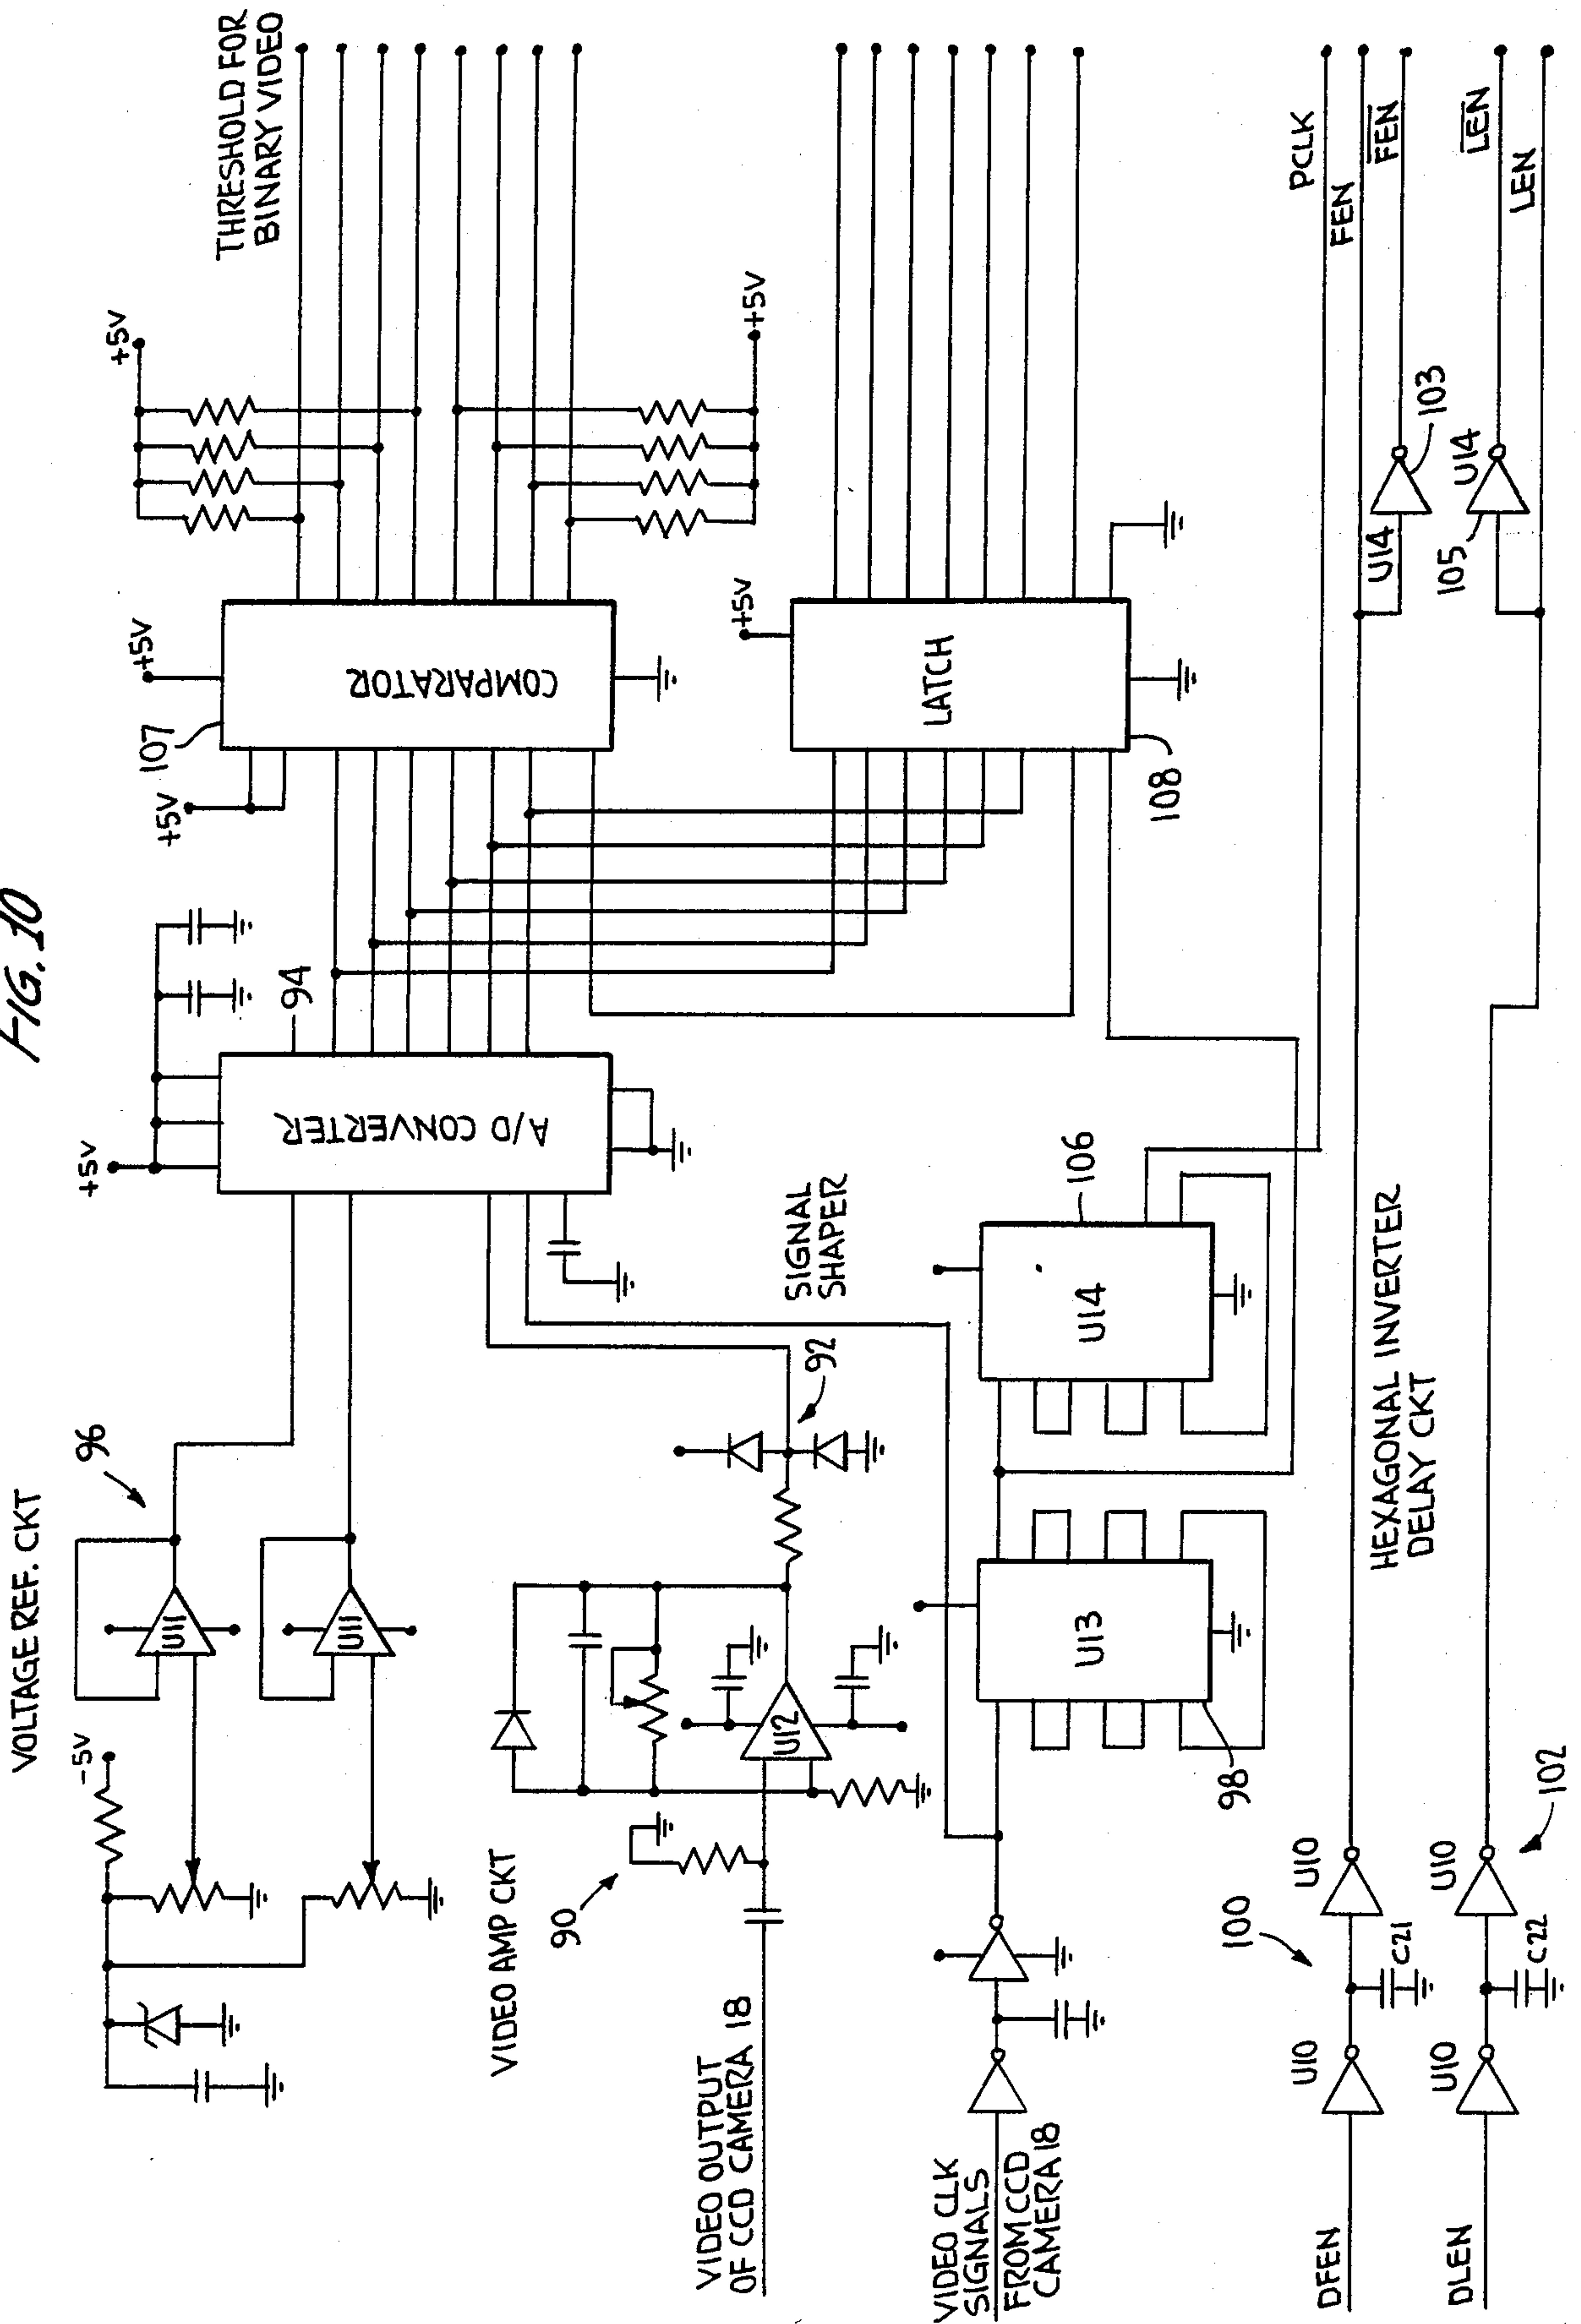 FIG. 10
VOLTAGE REF. CKT
96
-5V
U11
U11
+5V
94
A/D CONVERTER
+5V
107
+5V
COMPARATOR
+5V
+5V
THRESHOLD FOR
BINARY VIDEO
VIDEO AMP CKT
90
U12
92
SIGNAL
SHAPER
VIDEO OUTPUT
OF CCD CAMERA 18
+5V
LATCH
108
VIDEO CLK
SIGNALS
FROM CCD
CAMERA 18
U13
98
U14
106
PCLK
FEN
F̅E̅N̅
L̅E̅N̅
LEN
HEXAGONAL INVERTER
DELAY CKT
100
DFEN
U10
C21
U10
U14
103
DLEN
U10
C22
U10
102
105
U14